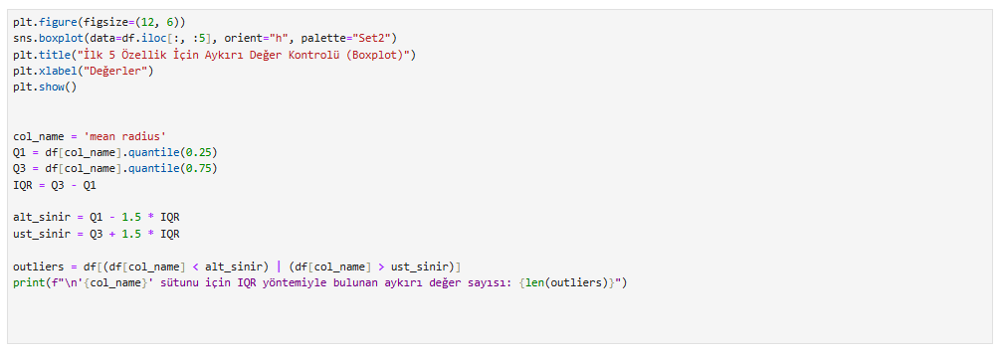 plt.figure(figsize=(12, 6))
sns.boxplot(data=df.iloc[:, :5], orient="h", palette="Set2")
plt.title("İlk 5 Özellik İçin Aykırı Değer Kontrolü (Boxplot)")
plt.xlabel("Değerler")
plt.show()
col_name = 'mean radius'
Q1 = df[col_name].quantile(0.25)
Q3 = df[col_name].quantile(0.75)
IQR = Q3 - Q1
alt_sinir = Q1 - 1.5 * IQR
ust_sinir = Q3 + 1.5 * IQR
outliers = df[(df[col_name] < alt_sinir) | (df[col_name] > ust_sinir)]
print(f"\n'{col_name}' sütunu için IQR yöntemiyle bulunan aykırı değer sayısı: {len(outliers)}")